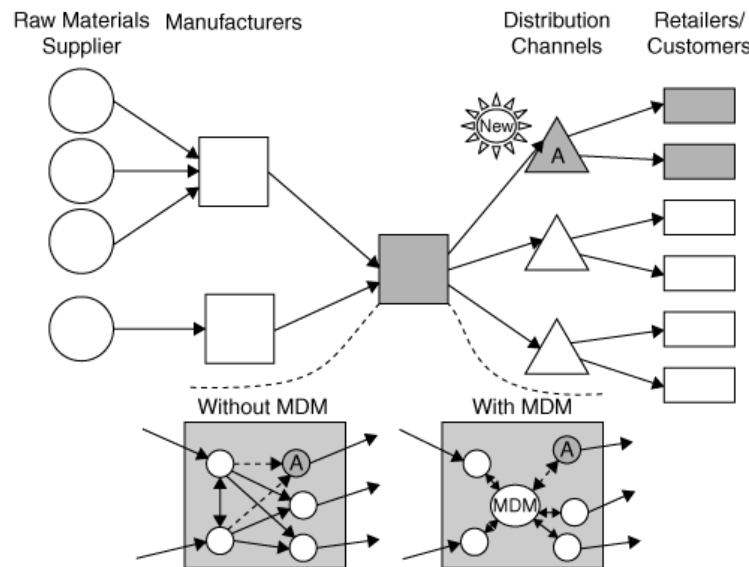 Raw Materials
Supplier
Manufacturers
Distribution
Channels
Retailers/
Customers
New
A
Without MDM
With MDM
A
A
MDM